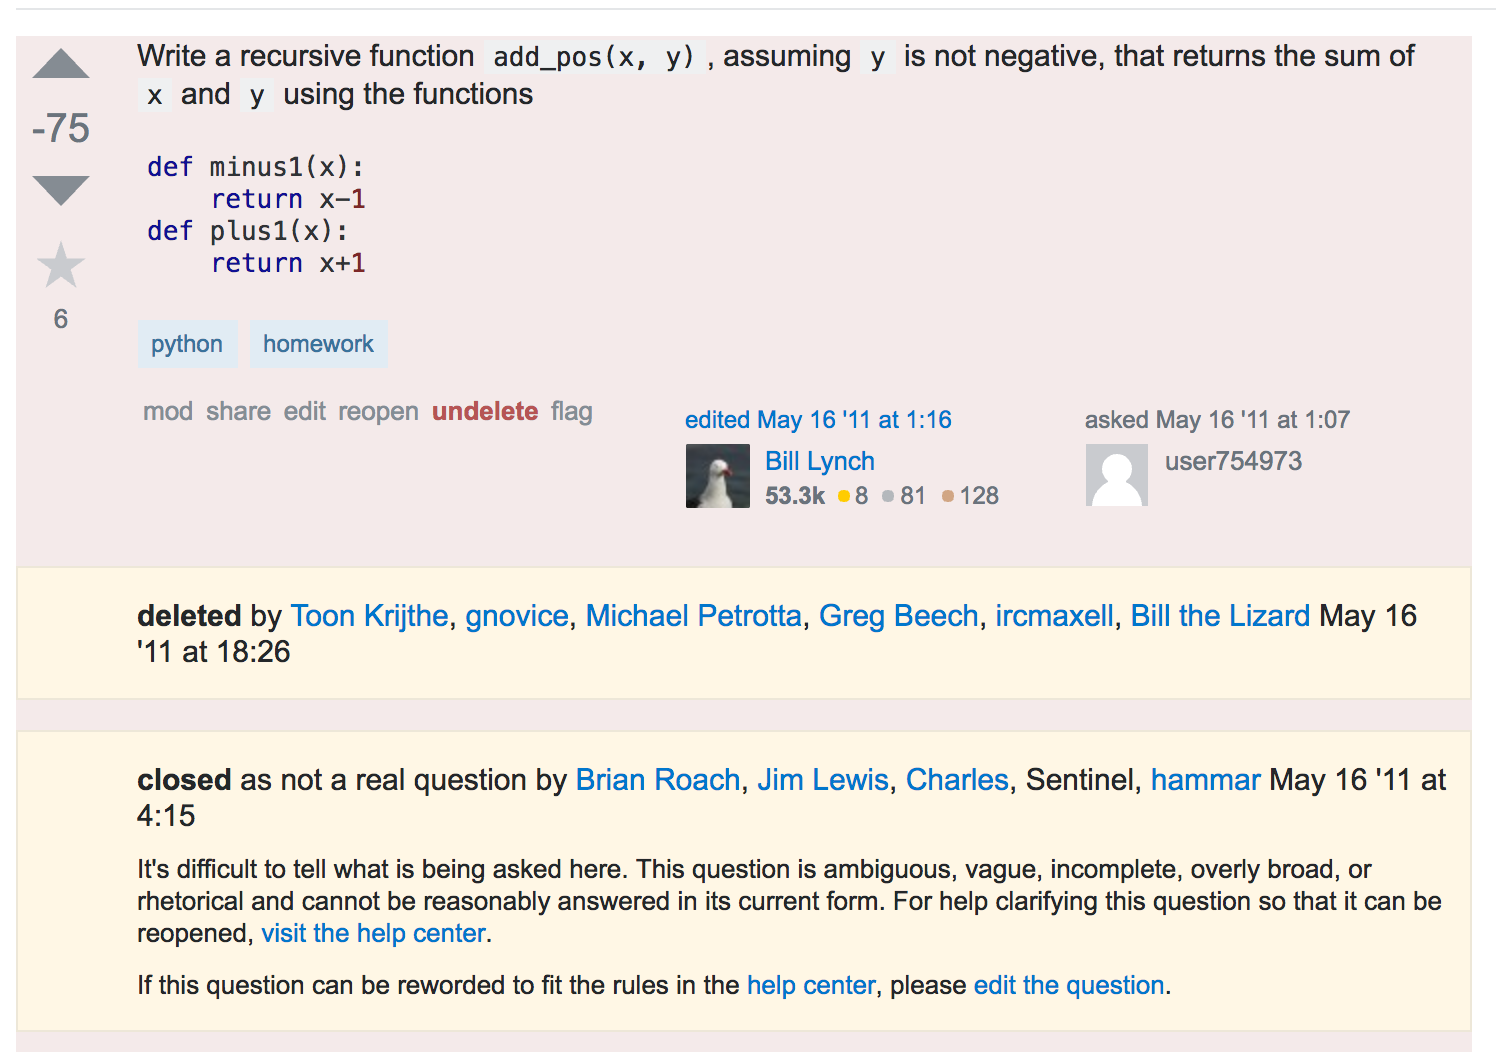 Write a recursive function add_pos(x, y) , assuming y is not negative, that returns the sum of
x and y using the functions
-75
def minus1(x):
    return x-1
def plus1(x):
    return x+1
6
python homework
mod share edit reopen undelete flag
edited May 16 '11 at 1:16
Bill Lynch
53.3k 8 81 128
asked May 16 '11 at 1:07
user754973
deleted by Toon Krijthe, gnovice, Michael Petrotta, Greg Beech, ircmaxell, Bill the Lizard May 16
'11 at 18:26
closed as not a real question by Brian Roach, Jim Lewis, Charles, Sentinel, hammar May 16 '11 at
4:15
It's difficult to tell what is being asked here. This question is ambiguous, vague, incomplete, overly broad, or
rhetorical and cannot be reasonably answered in its current form. For help clarifying this question so that it can be
reopened, visit the help center.
If this question can be reworded to fit the rules in the help center, please edit the question.